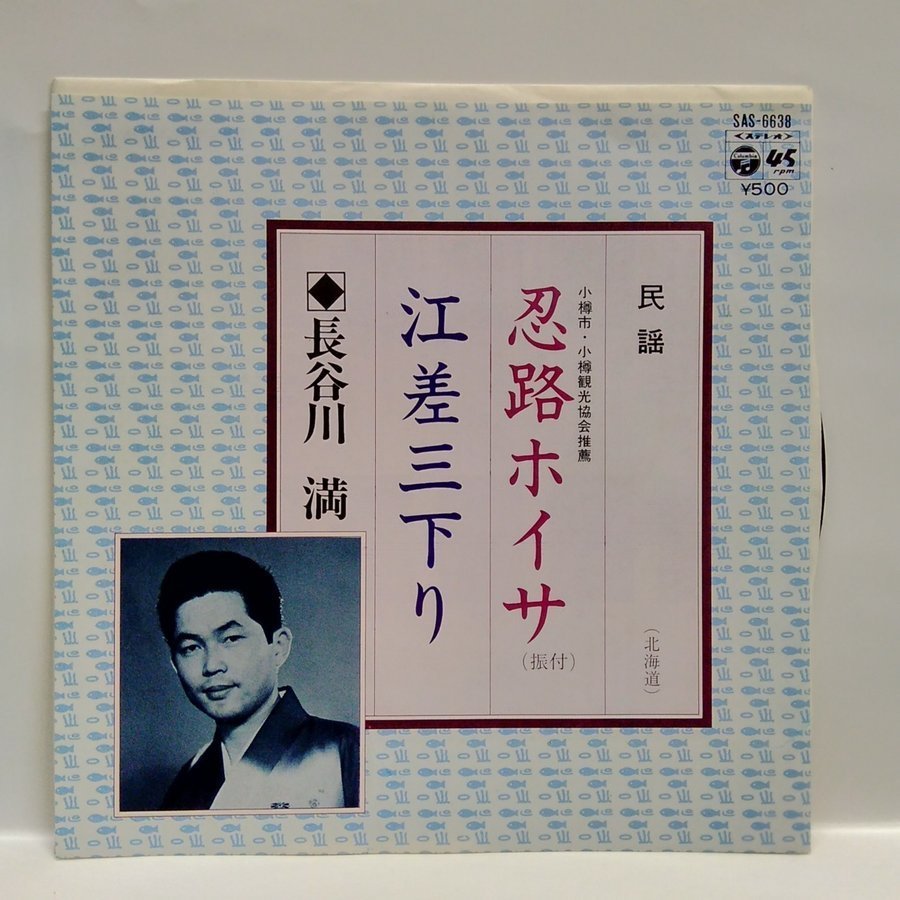 SAS-6638
<ステレオ>
Columbia
45
rpm
¥500
民謡
(北海道)
小樽市・小樽観光協会推薦
忍路ホイサ
(振付)
江差三下り
◆長谷川 満